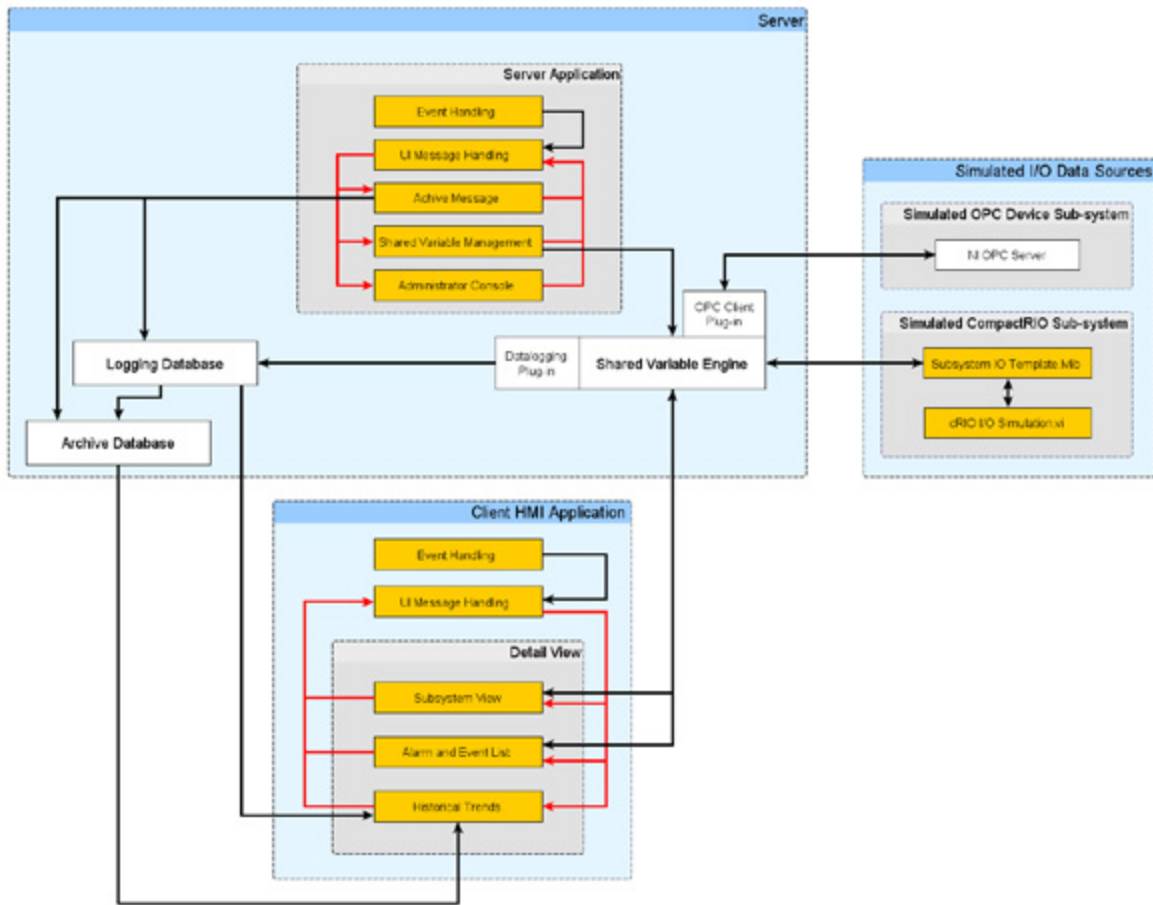 Server
Server Application
Event Handling
UI Message Handling
Achive Message
Shared Variable Management
Administrator Console
Simulated I/O Data Sources
Simulated OPC Device Sub-system
NI OPC Server
OPC Client
Plug-in
Simulated CompactRIO Sub-system
Logging Database
Datalogging
Plug-in
Shared Variable Engine
Subsystem IO Template.lvlib
cRIO I/O Simulation.vi
Archive Database
Client HMI Application
Event Handling
UI Message Handling
Detail View
Subsystem View
Alarm and Event List
Historical Trends